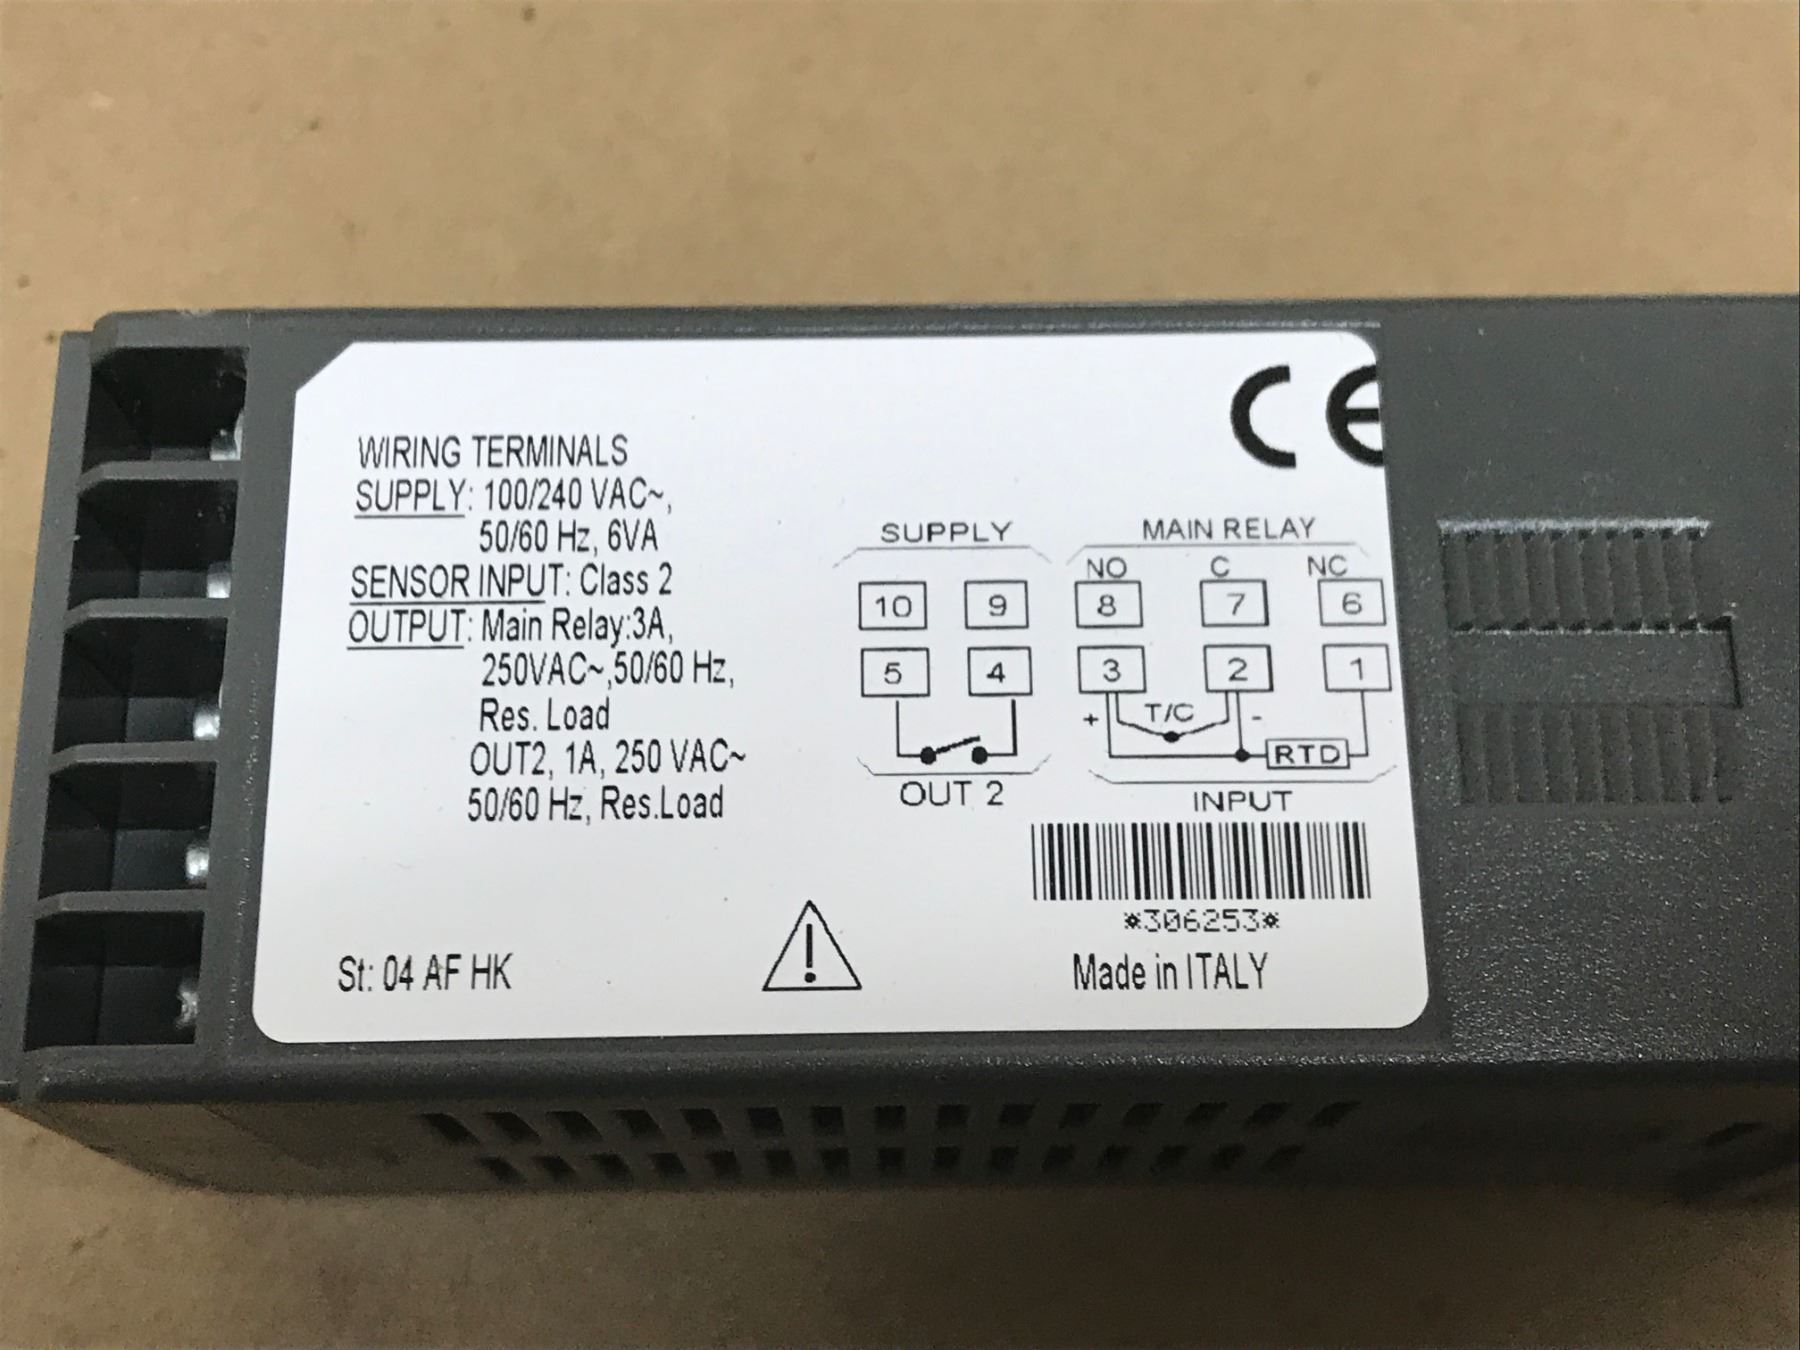 CE
WIRING TERMINALS
SUPPLY: 100/240 VAC~,
50/60 Hz, 6VA
SENSOR INPUT: Class 2
OUTPUT: Main Relay:3A,
250VAC~,50/60 Hz,
Res. Load
OUT2, 1A, 250 VAC~
50/60 Hz, Res.Load
SUPPLY
10 9
5 4
OUT 2
MAIN RELAY
NO C NC
8 7 6
3 2 1
+ T/C -
RTD
INPUT
*306253*
St: 04 AF HK
!
Made in ITALY